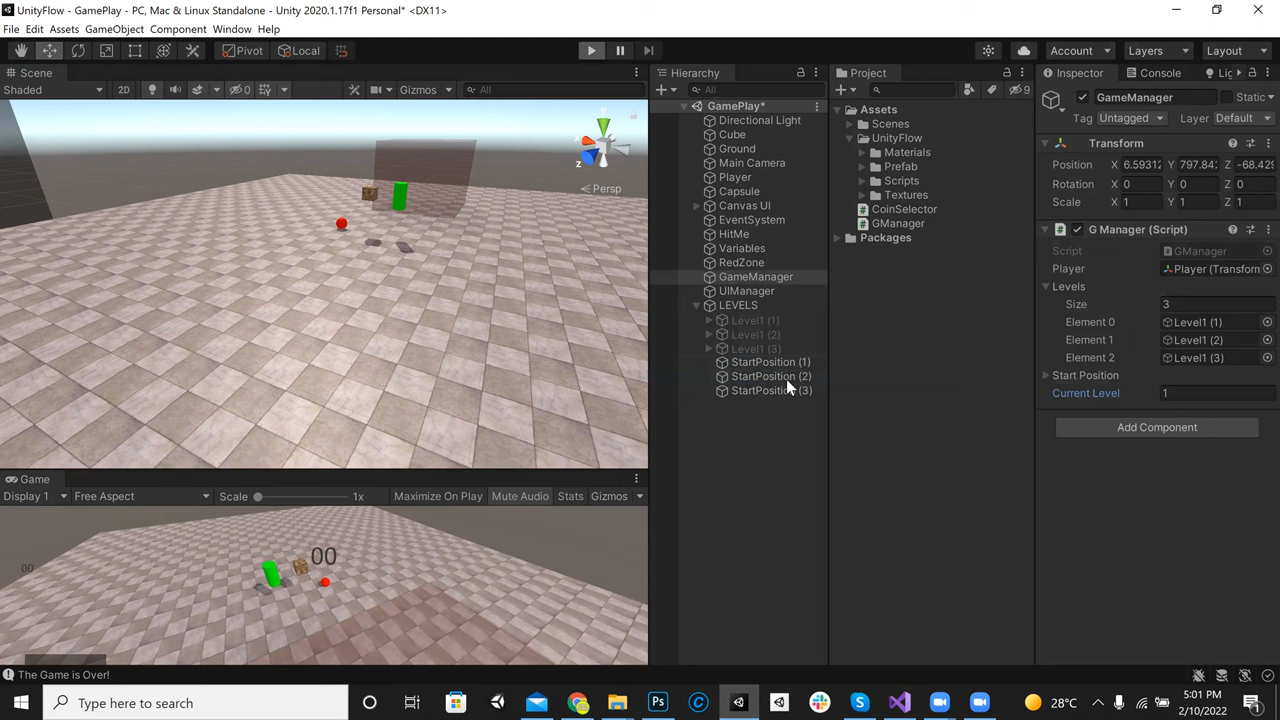 UnityFlow - GamePlay - PC, Mac & Linux Standalone - Unity 2020.1.17f1 Personal* <DX11>
File Edit Assets GameObject Component Window Help
Pivot Local Account Layers Layout
Scene
Shaded 2D 0 Gizmos All
y
x
z
Persp
Game
Display 1 Free Aspect Scale 1x Maximize On Play Mute Audio Stats Gizmos
00
00
Hierarchy
All
GamePlay*
Directional Light
Cube
Ground
Main Camera
Player
Capsule
Canvas UI
EventSystem
HitMe
Variables
RedZone
GameManager
UIManager
LEVELS
Level1 (1)
Level1 (2)
Level1 (3)
StartPosition (1)
StartPosition (2)
StartPosition (3)
Project
9
Assets
Scenes
UnityFlow
Materials
Prefab
Scripts
Textures
CoinSelector
GManager
Packages
Inspector Console Lig
GameManager Static
Tag Untagged Layer Default
Transform
Position X 6.59312 Y 797.847 Z -68.429
Rotation X 0 Y 0 Z 0
Scale X 1 Y 1 Z 1
G Manager (Script)
Script GManager
Player Player (Transform
Levels
Size 3
Element 0 Level1 (1)
Element 1 Level1 (2)
Element 2 Level1 (3)
Start Position
Current Level 1
Add Component
The Game is Over!
Type here to search
28°C
5:01 PM
2/10/2022